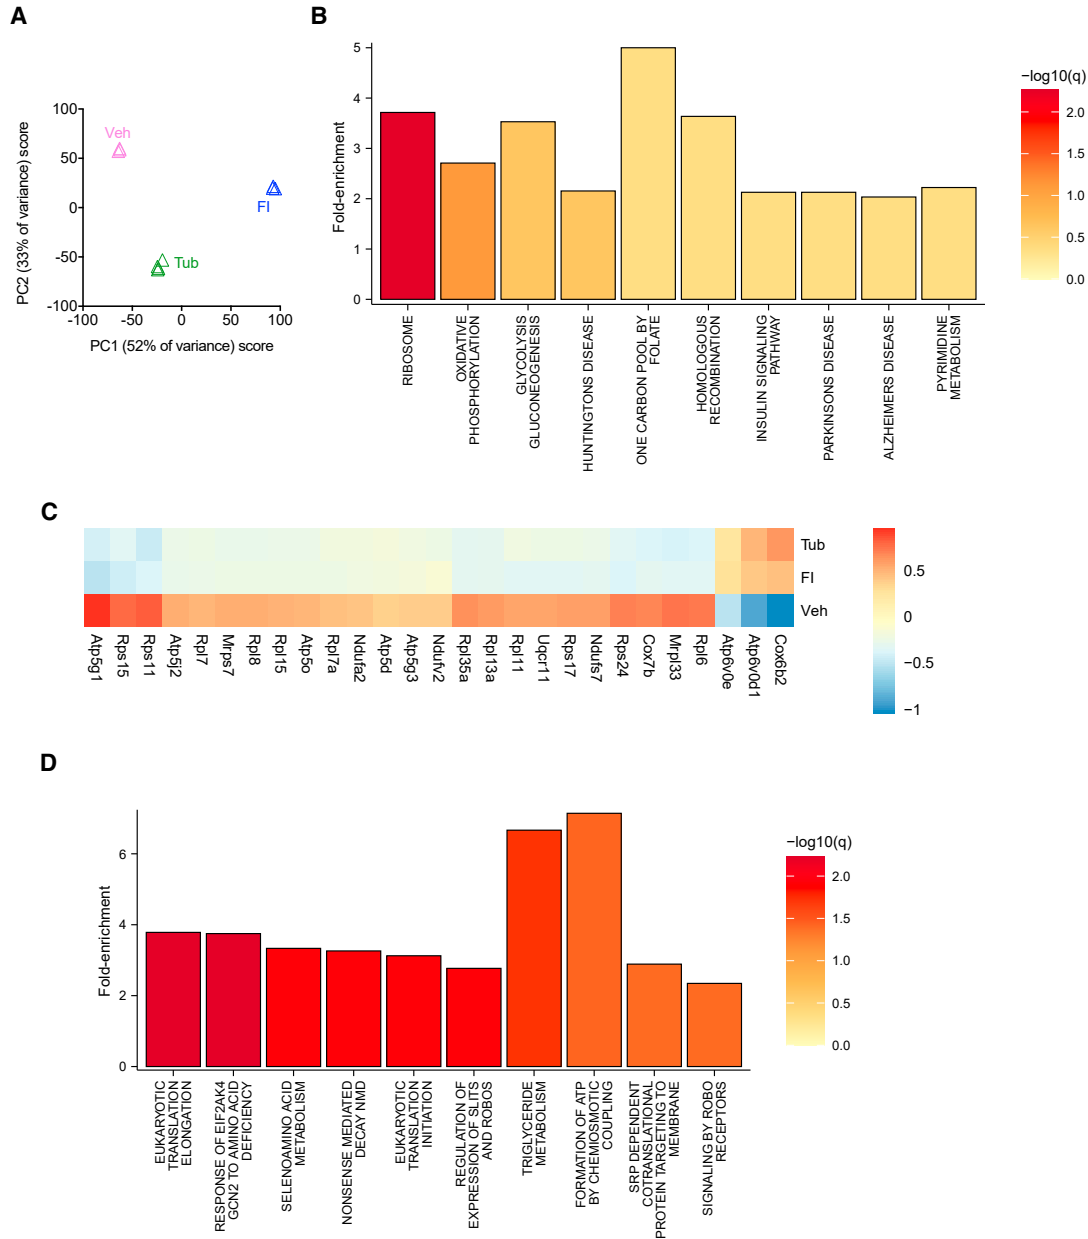 A
B
100
50
0
-50
-100
-100
-50
0
50
100
PC2 (33% of variance) score
PC1 (52% of variance) score
Veh
FI
Tub
Fold-enrichment
5
4
3
2
1
0
RIBOSOME
OXIDATIVE
PHOSPHORYLATION
GLYCOLYSIS
GLUCONEOGENESIS
HUNTINGTONS DISEASE
ONE CARBON POOL BY
FOLATE
HOMOLOGOUS
RECOMBINATION
INSULIN SIGNALING
PATHWAY
PARKINSONS DISEASE
ALZHEIMERS DISEASE
PYRIMIDINE
METABOLISM
−log10(q)
2.0
1.5
1.0
0.5
0.0
C
Tub
FI
Veh
Atp5g1
Rps15
Rps11
Atp5j2
Rpl7
Mrps7
Rpl8
Rpl15
Atp5o
Rpl7a
Ndufa2
Atp5d
Atp5g3
Ndufv2
Rpl35a
Rpl13a
Rpl11
Uqcr11
Rps17
Ndufs7
Rps24
Cox7b
Mrpl33
Rpl6
Atp6v0e
Atp6v0d1
Cox6b2
0.5
0
−0.5
−1
D
Fold-enrichment
6
4
2
0
EUKARYOTIC
TRANSLATION
ELONGATION
RESPONSE OF EIF2AK4
GCN2 TO AMINO ACID
DEFICIENCY
SELENOAMINO ACID
METABOLISM
NONSENSE MEDIATED
DECAY NMD
EUKARYOTIC
TRANSLATION
INITIATION
REGULATION OF
EXPRESSION OF SLITS
AND ROBOS
TRIGLYCERIDE
METABOLISM
FORMATION OF ATP
BY CHEMIOSMOTIC
COUPLING
SRP DEPENDENT
COTRANSLATIONAL
PROTEIN TARGETING TO
MEMBRANE
SIGNALING BY ROBO
RECEPTORS
−log10(q)
2.0
1.5
1.0
0.5
0.0